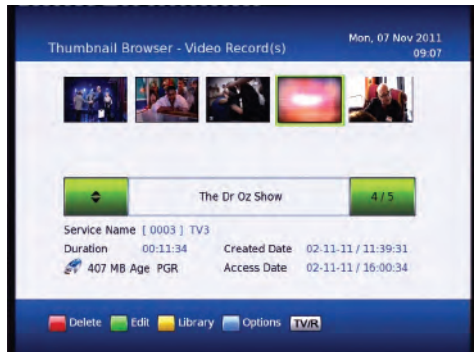 Thumbnail Browser - Video Record(s)
Mon, 07 Nov 2011
09:07
The Dr Oz Show
4/5
Service Name [ 0003 ] TV3
Duration 00:11:34 Created Date 02-11-11 / 11:39:31
407 MB Age PGR Access Date 02-11-11 / 16:00:34
Delete Edit Library Options TV/R